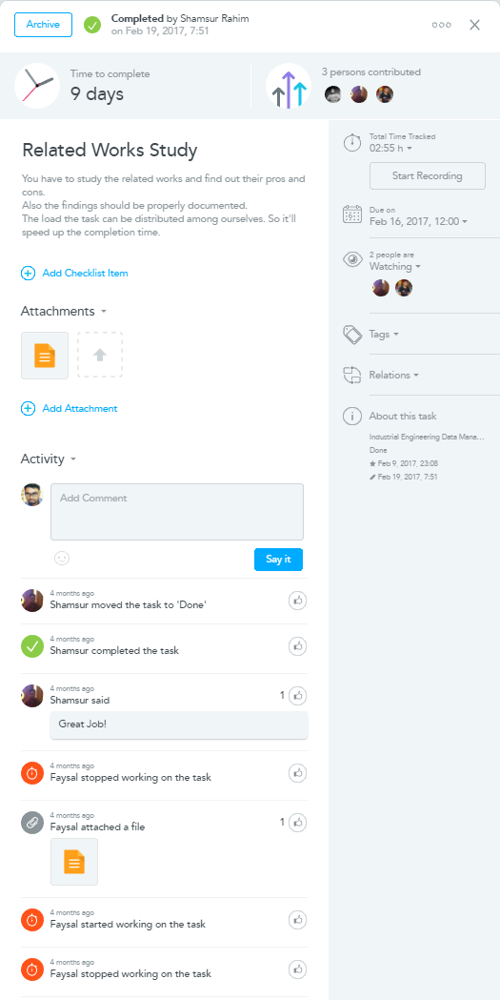 Archive
Completed by Shamsur Rahim
on Feb 19, 2017, 7:51
Time to complete
9 days
3 persons contributed
Related Works Study
You have to study the related works and find out their pros and
cons.
Also the findings should be properly documented.
The load the task can be distributed among ourselves. So it'll
speed up the completion time.
Add Checklist Item
Attachments
Add Attachment
Activity
Add Comment
Say it
4 months ago
Shamsur moved the task to 'Done'
4 months ago
Shamsur completed the task
4 months ago
Shamsur said
1
Great Job!
4 months ago
Faysal stopped working on the task
4 months ago
Faysal attached a file
1
4 months ago
Faysal started working on the task
4 months ago
Faysal stopped working on the task
Total Time Tracked
02:55 h
Start Recording
Due on
Feb 16, 2017, 12:00
2 people are
Watching
Tags
Relations
About this task
Industrial Engineering Data Mana...
Done
Feb 9, 2017, 23:08
Feb 19, 2017, 7:51